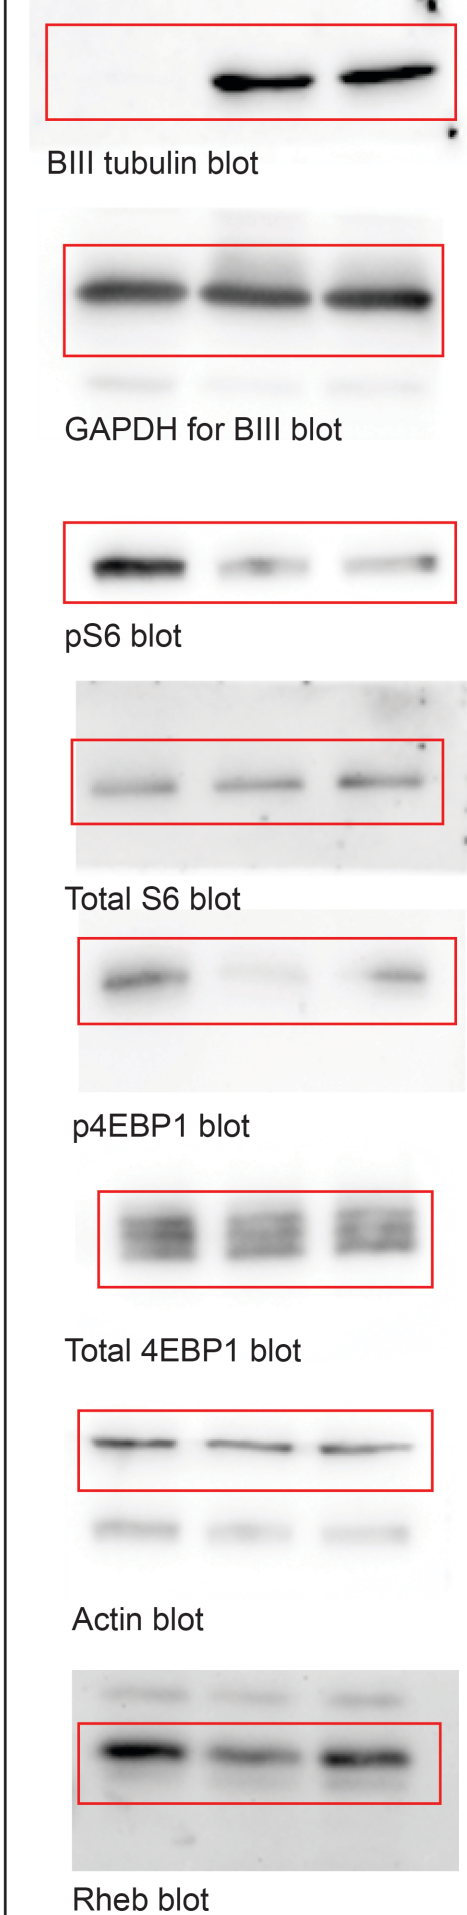 BIII tubulin blot
GAPDH for BIII blot
pS6 blot
Total S6 blot
p4EBP1 blot
Total 4EBP1 blot
Actin blot
Rheb blot